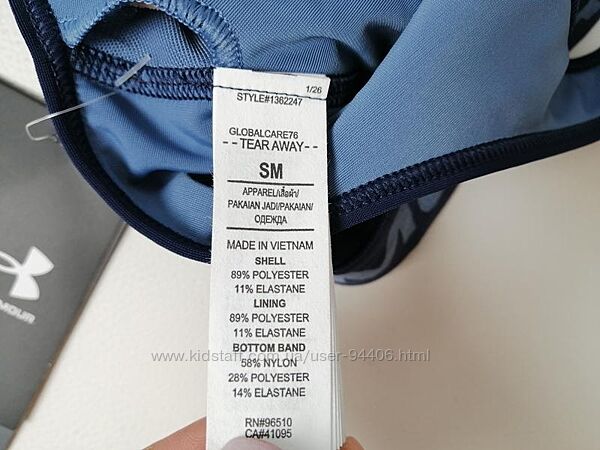 1/26
STYLE#1362247
GLOBALCARE76
- - TEAR AWAY- -
SM
APPAREL/เสื้อผ้า/
PAKAIAN JADI/PAKAIAN/
ОДЕЖДА
MADE IN VIETNAM
SHELL
89% POLYESTER
11% ELASTANE
LINING
89% POLYESTER
11% ELASTANE
BOTTOM BAND
58% NYLON
28% POLYESTER
14% ELASTANE
RN#96510
CA#41095
www.kidstaff.com.ua/user-94406.html